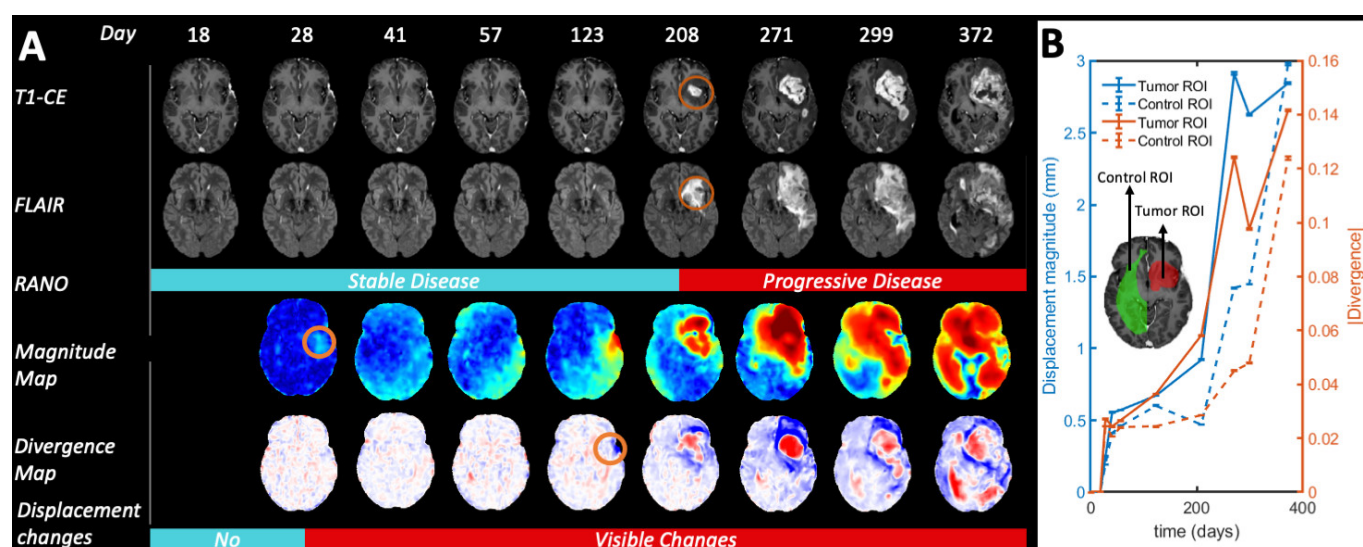 A
Day 18 28 41 57 123 208 271 299 372
T1-CE
FLAIR
RANO
Stable Disease
Progressive Disease
Magnitude
Map
Divergence
Map
Displacement
changes
No
Visible Changes
B
3
2.5
2
1.5
1
0.5
0
Displacement magnitude (mm)
0.16
0.14
0.12
0.1
0.08
0.06
0.04
0.02
0
|Divergence|
Tumor ROI
Control ROI
Tumor ROI
Control ROI
Control ROI
Tumor ROI
0 200 400
time (days)